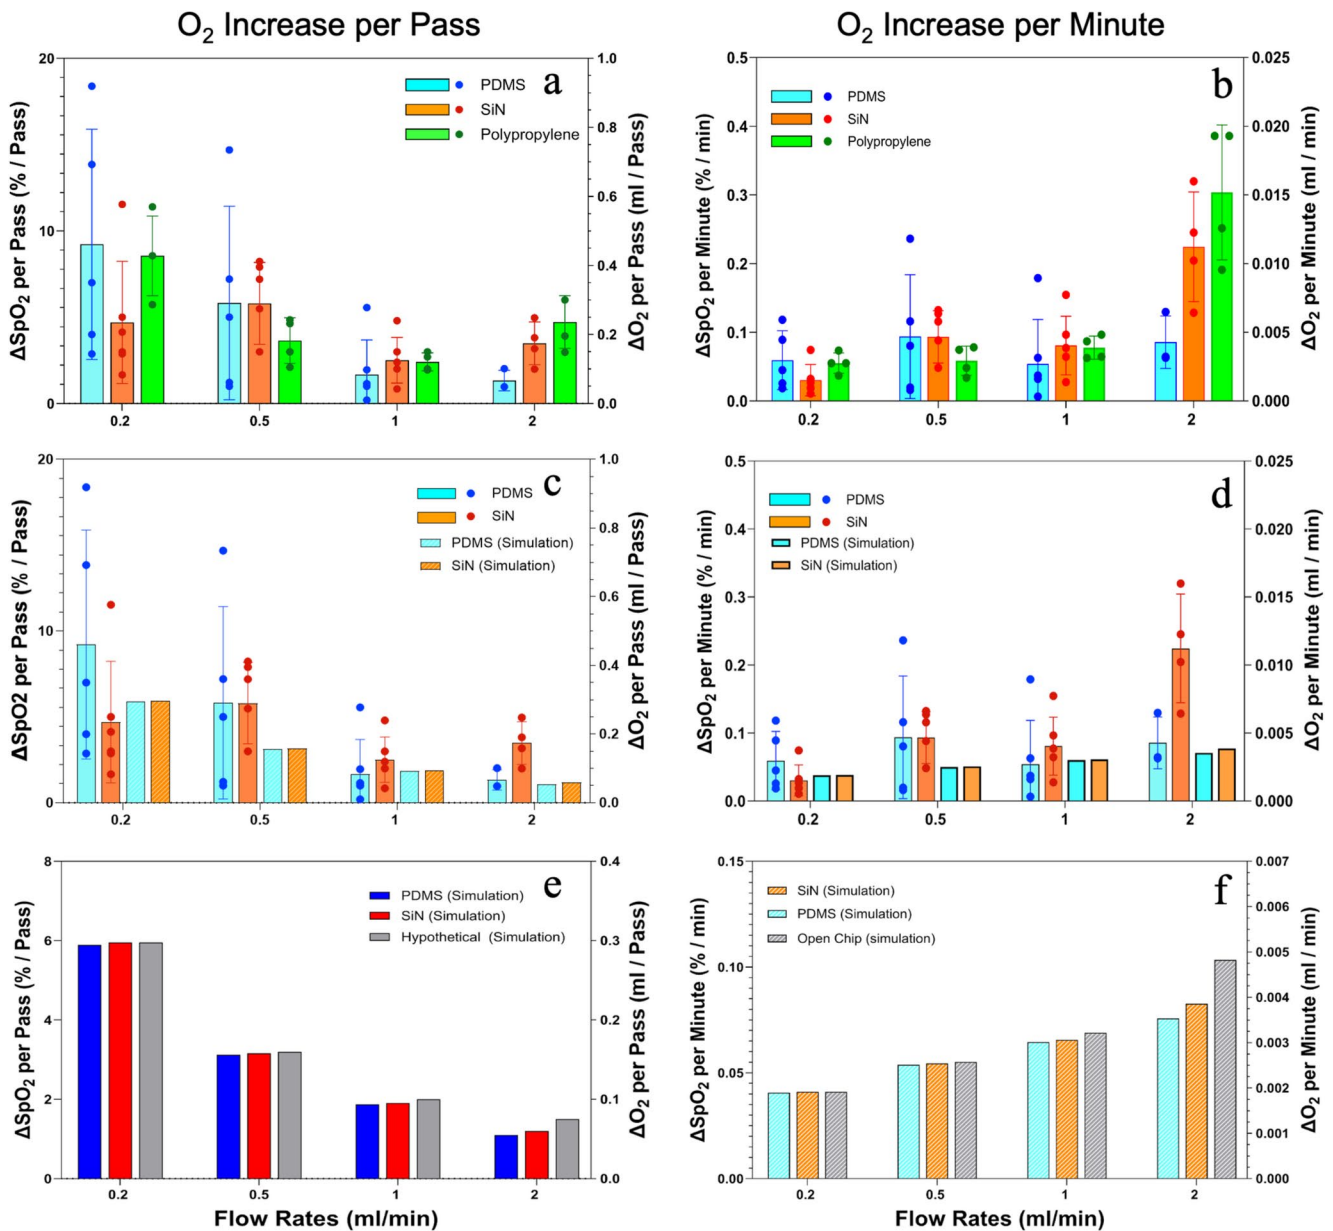 O2 Increase per Pass
O2 Increase per Minute
a
PDMS
SiN
Polypropylene
20
10
0
1.0
0.8
0.6
0.4
0.2
0.0
0.2
0.5
1
2
ΔSpO2 per Pass (% / Pass)
ΔO2 per Pass (ml / Pass)
b
PDMS
SiN
Polypropylene
0.5
0.4
0.3
0.2
0.1
0.0
0.025
0.020
0.015
0.010
0.005
0.000
0.2
0.5
1
2
ΔSpO2 per Minute (% / min)
ΔO2 per Minute (ml / min)
c
PDMS
SiN
PDMS (Simulation)
SiN (Simulation)
20
10
0
1.0
0.8
0.6
0.4
0.2
0.0
0.2
0.5
1
2
ΔSpO2 per Pass (% / Pass)
ΔO2 per Pass (ml / Pass)
d
PDMS
SiN
PDMS (Simulation)
SiN (Simulation)
0.5
0.4
0.3
0.2
0.1
0.0
0.025
0.020
0.015
0.010
0.005
0.000
0.2
0.5
1
2
ΔSpO2 per Minute (% / min)
ΔO2 per Minute (ml / min)
e
PDMS (Simulation)
SiN (Simulation)
Hypothetical (Simulation)
8
6
4
2
0
0.4
0.3
0.2
0.1
0.0
0.2
0.5
1
2
ΔSpO2 per Pass (% / Pass)
ΔO2 per Pass (ml / Pass)
Flow Rates (ml/min)
f
SiN (Simulation)
PDMS (Simulation)
Open Chip (simulation)
0.15
0.10
0.05
0.00
0.007
0.006
0.005
0.004
0.003
0.002
0.001
0.000
0.2
0.5
1
2
ΔSpO2 per Minute (% / min)
ΔO2 per Minute (ml / min)
Flow Rates (ml/min)